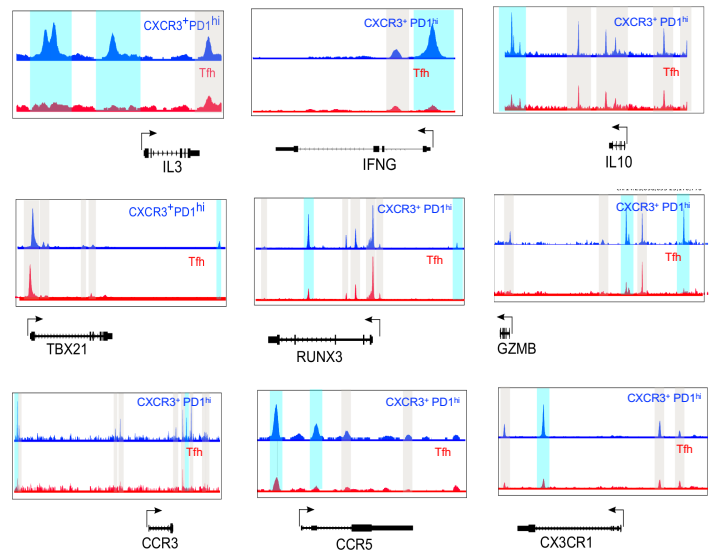 CXCR3⁺PD1ʰⁱ
Tfh
IL3
CXCR3⁺ PD1ʰⁱ
Tfh
IFNG
CXCR3⁺ PD1ʰⁱ
Tfh
IL10
CXCR3⁺PD1ʰⁱ
Tfh
TBX21
CXCR3⁺ PD1ʰⁱ
Tfh
RUNX3
CXCR3⁺ PD1ʰⁱ
Tfh
GZMB
CXCR3⁺ PD1ʰⁱ
Tfh
CCR3
CXCR3⁺ PD1ʰⁱ
Tfh
CCR5
CXCR3⁺ PD1ʰⁱ
Tfh
CX3CR1